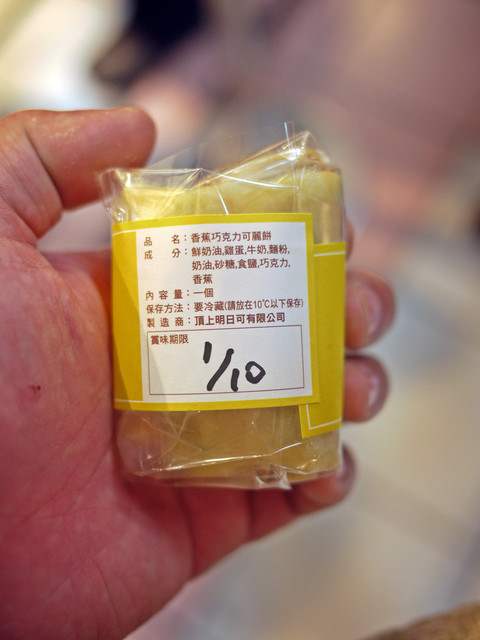 品　　名：香蕉巧克力可麗餅
成　　分：鮮奶油,雞蛋,牛奶,麵粉,
奶油,砂糖,食鹽,巧克力,
香蕉
內 容 量：一個
保存方法：要冷藏(請放在10℃以下保存)
製 造 商：頂上明日可有限公司
賞味期限
1/10